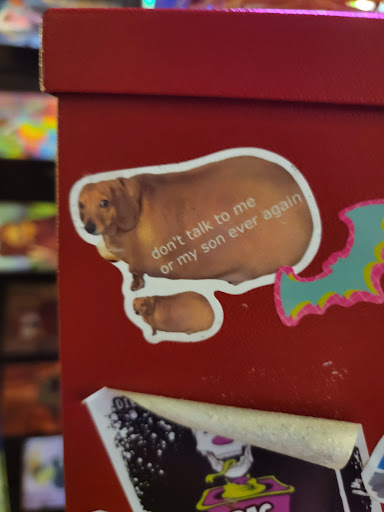 don't talk to me
or my son ever again